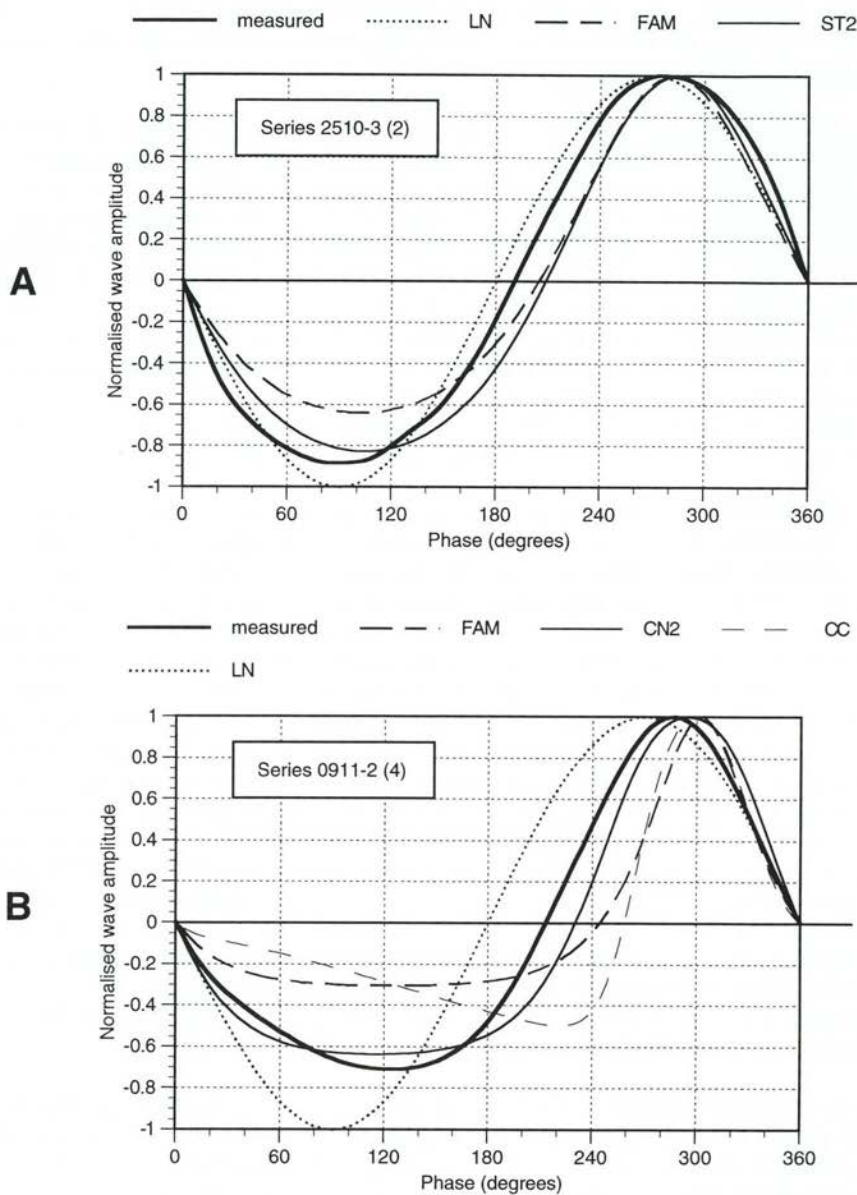 measured LN FAM ST2
Series 2510-3 (2)
A
Normalised wave amplitude
1
0.8
0.6
0.4
0.2
0
-0.2
-0.4
-0.6
-0.8
-1
0 60 120 180 240 300 360
Phase (degrees)
measured FAM CN2 CC
LN
Series 0911-2 (4)
B
Normalised wave amplitude
1
0.8
0.6
0.4
0.2
0
-0.2
-0.4
-0.6
-0.8
-1
0 60 120 180 240 300 360
Phase (degrees)